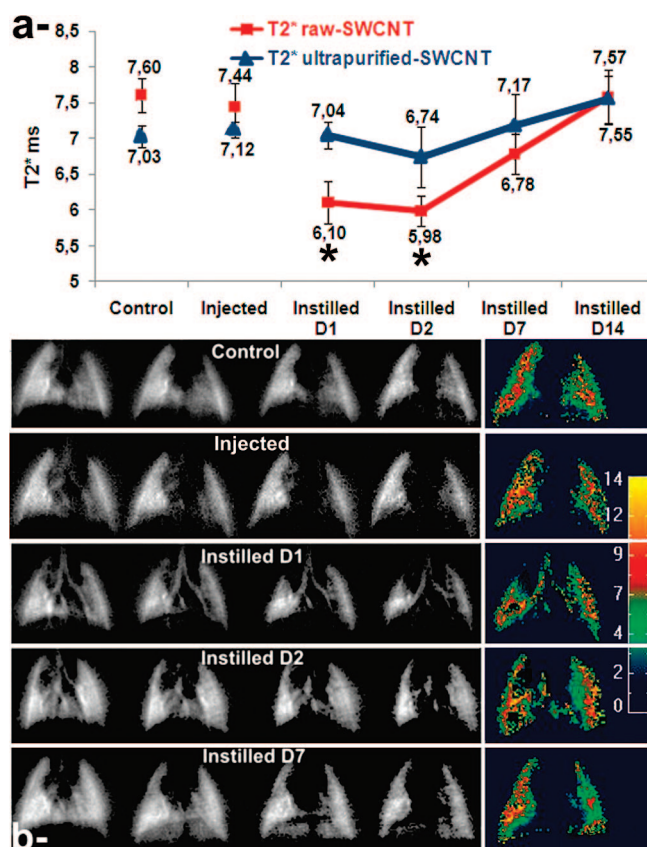 a-
8,5
8
7,5
7
6,5
6
5,5
5
T2* ms
T2* raw-SWCNT
T2* ultrapurified-SWCNT
7,60
7,03
7,44
7,12
7,04
6,10
*
6,74
5,98
*
7,17
6,78
7,57
7,55
Control
Injected
Instilled D1
Instilled D2
Instilled D7
Instilled D14
Control
Injected
Instilled D1
Instilled D2
Instilled D7
14
12
9
7
4
2
0
b-